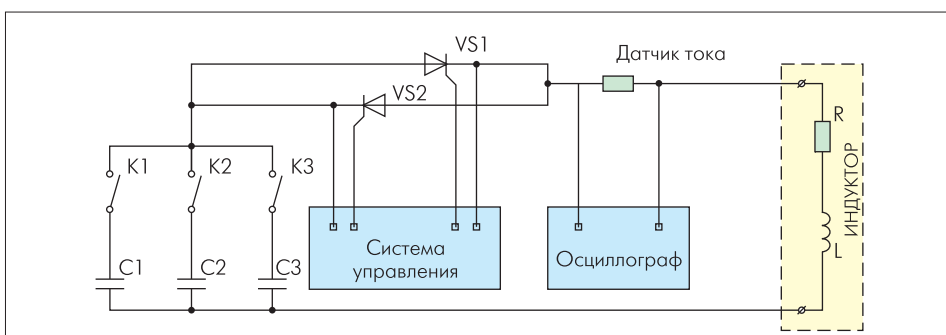 VS1
Датчик тока
VS2
R
K1
K2
K3
ИНДУКТОР
Система
управления
Осциллограф
L
C1
C2
C3